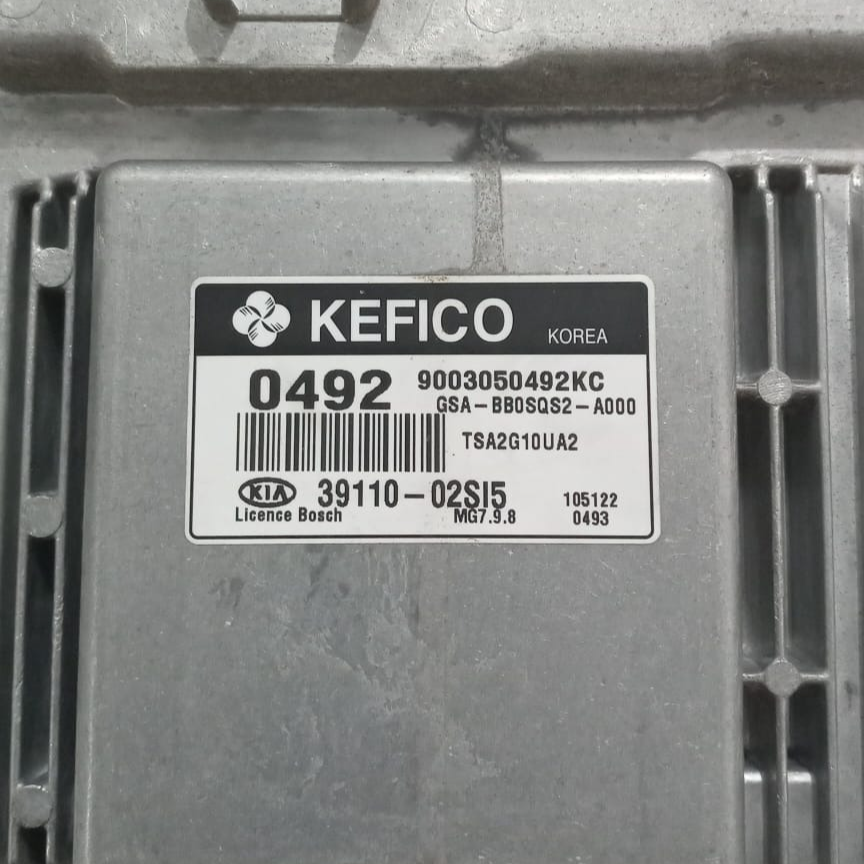 KEFICO KOREA
0492 9003050492KC
GSA-BB0SQS2-A000
TSA2G10UA2
KIA 39110-02SI5 105122
Licence Bosch MG7.9.8 0493